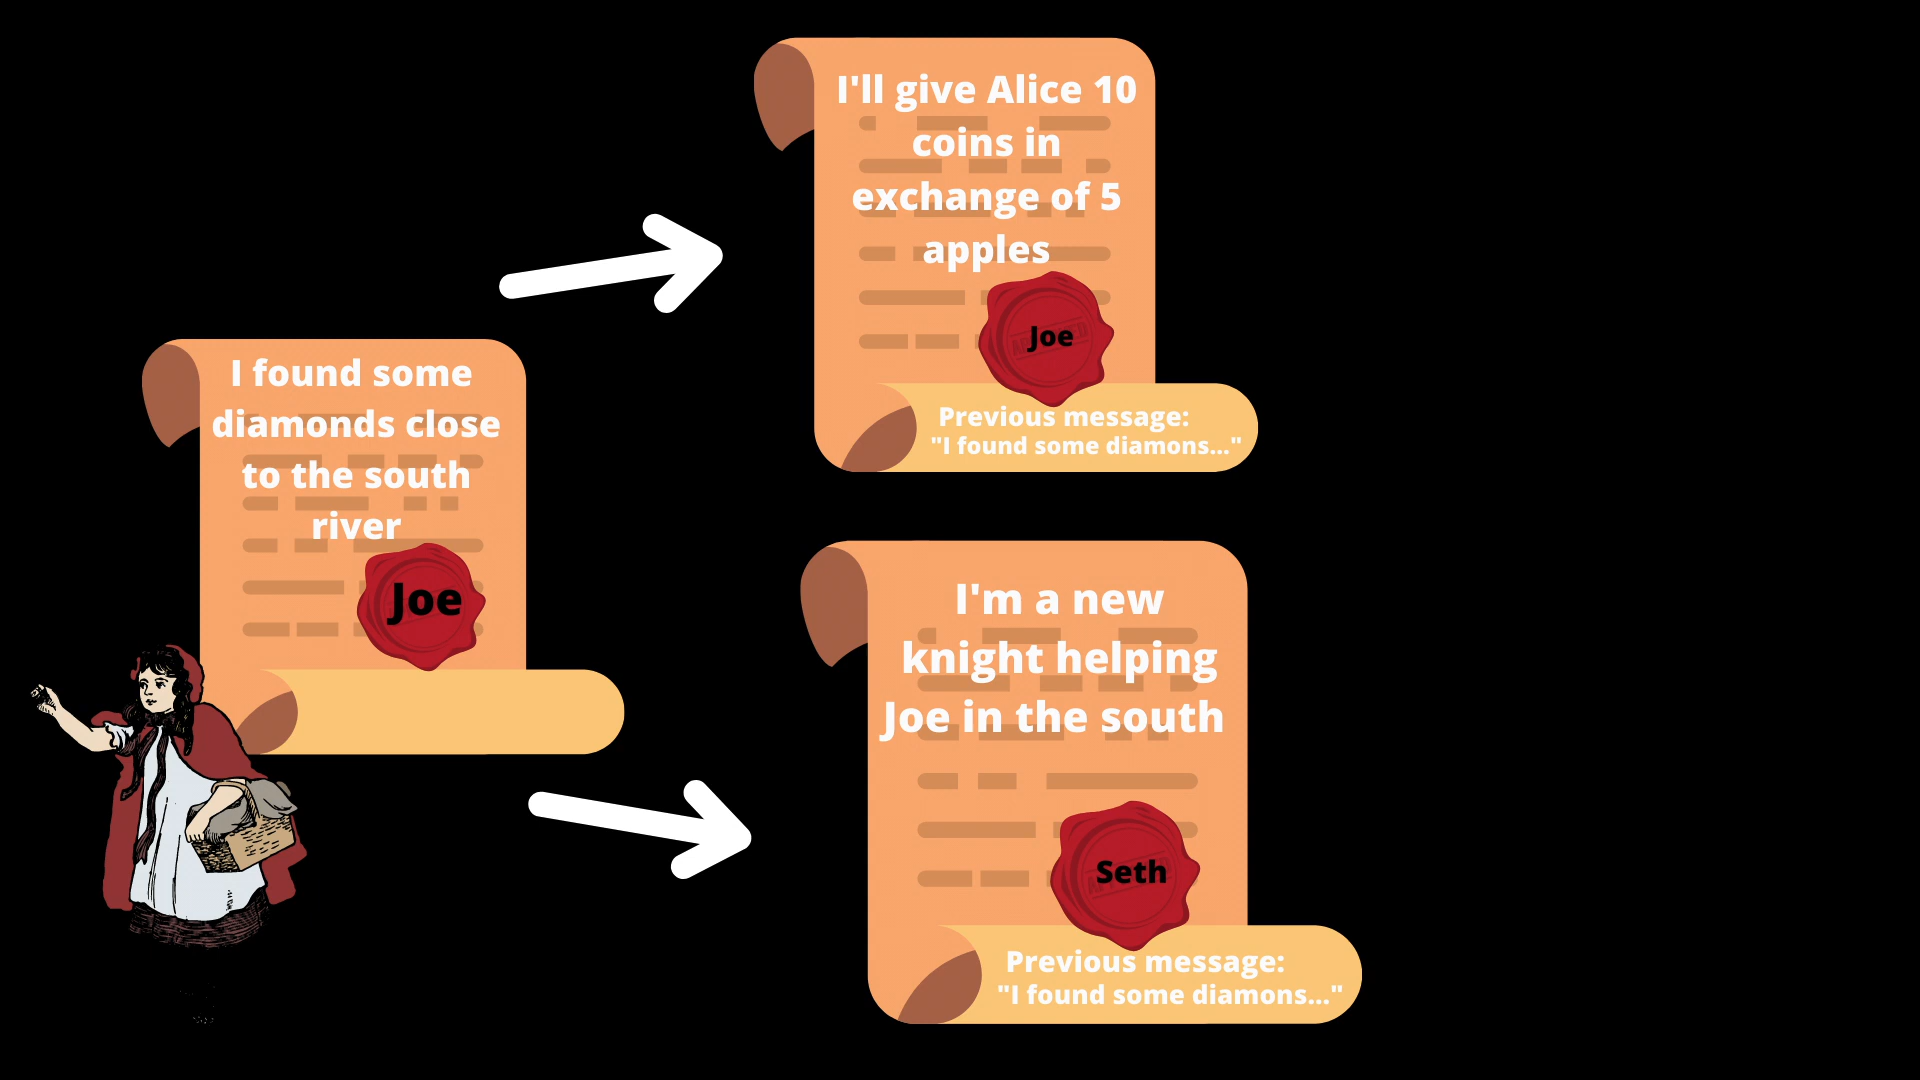 I found some
diamonds close
to the south
river
Joe
I'll give Alice 10
coins in
exchange of 5
apples
Joe
Previous message:
"I found some diamons..."
I'm a new
knight helping
Joe in the south
Seth
Previous message:
"I found some diamons..."